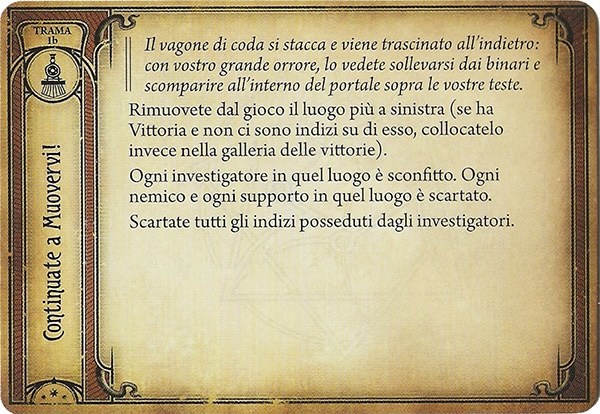 TRAMA
1b
Continuate a Muovervi!
Il vagone di coda si stacca e viene trascinato all'indietro:
con vostro grande orrore, lo vedete sollevarsi dai binari e
scomparire all'interno del portale sopra le vostre teste.
Rimuovete dal gioco il luogo più a sinistra (se ha
Vittoria e non ci sono indizi su di esso, collocatelo
invece nella galleria delle vittorie).
Ogni investigatore in quel luogo è sconfitto. Ogni
nemico e ogni supporto in quel luogo è scartato.
Scartate tutti gli indizi posseduti dagli investigatori.